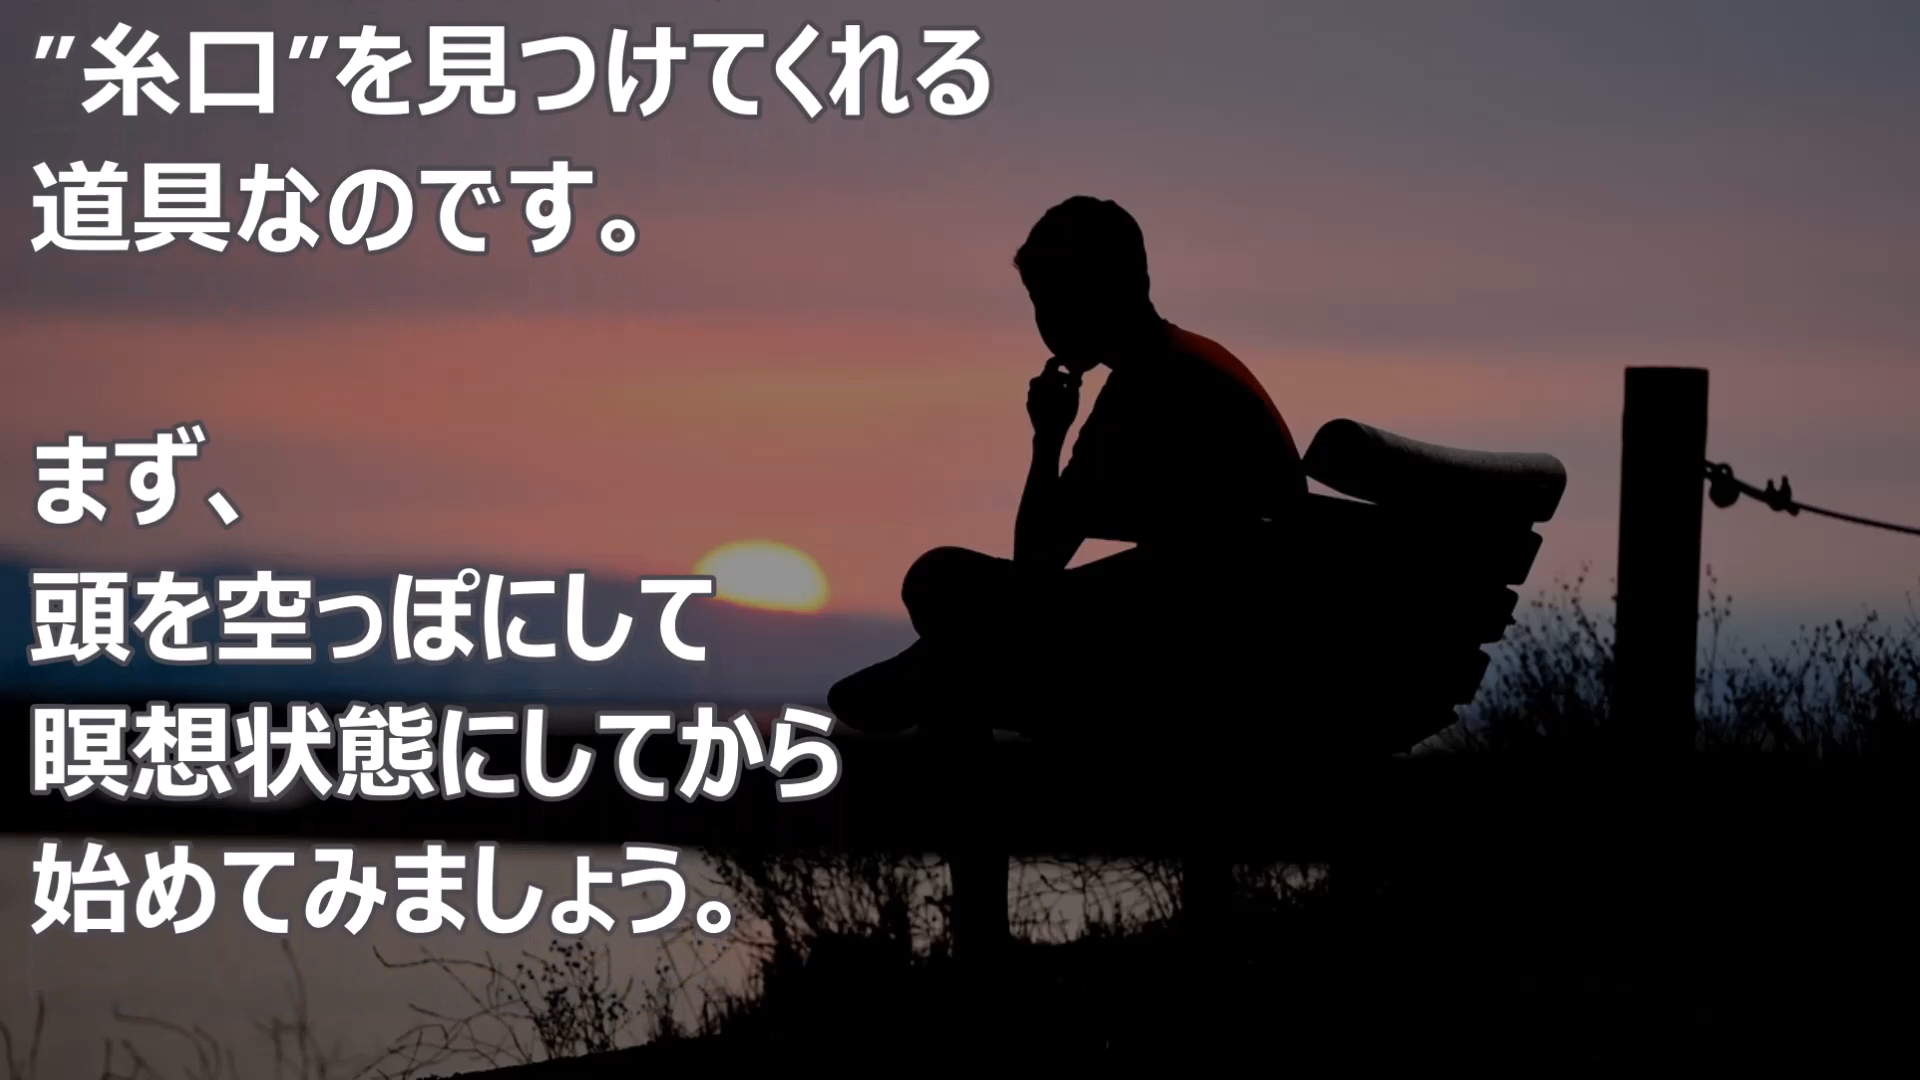 ”糸口”を見つけてくれる
道具なのです。
まず、
頭を空っぽにして
瞑想状態にしてから
始めてみましょう。